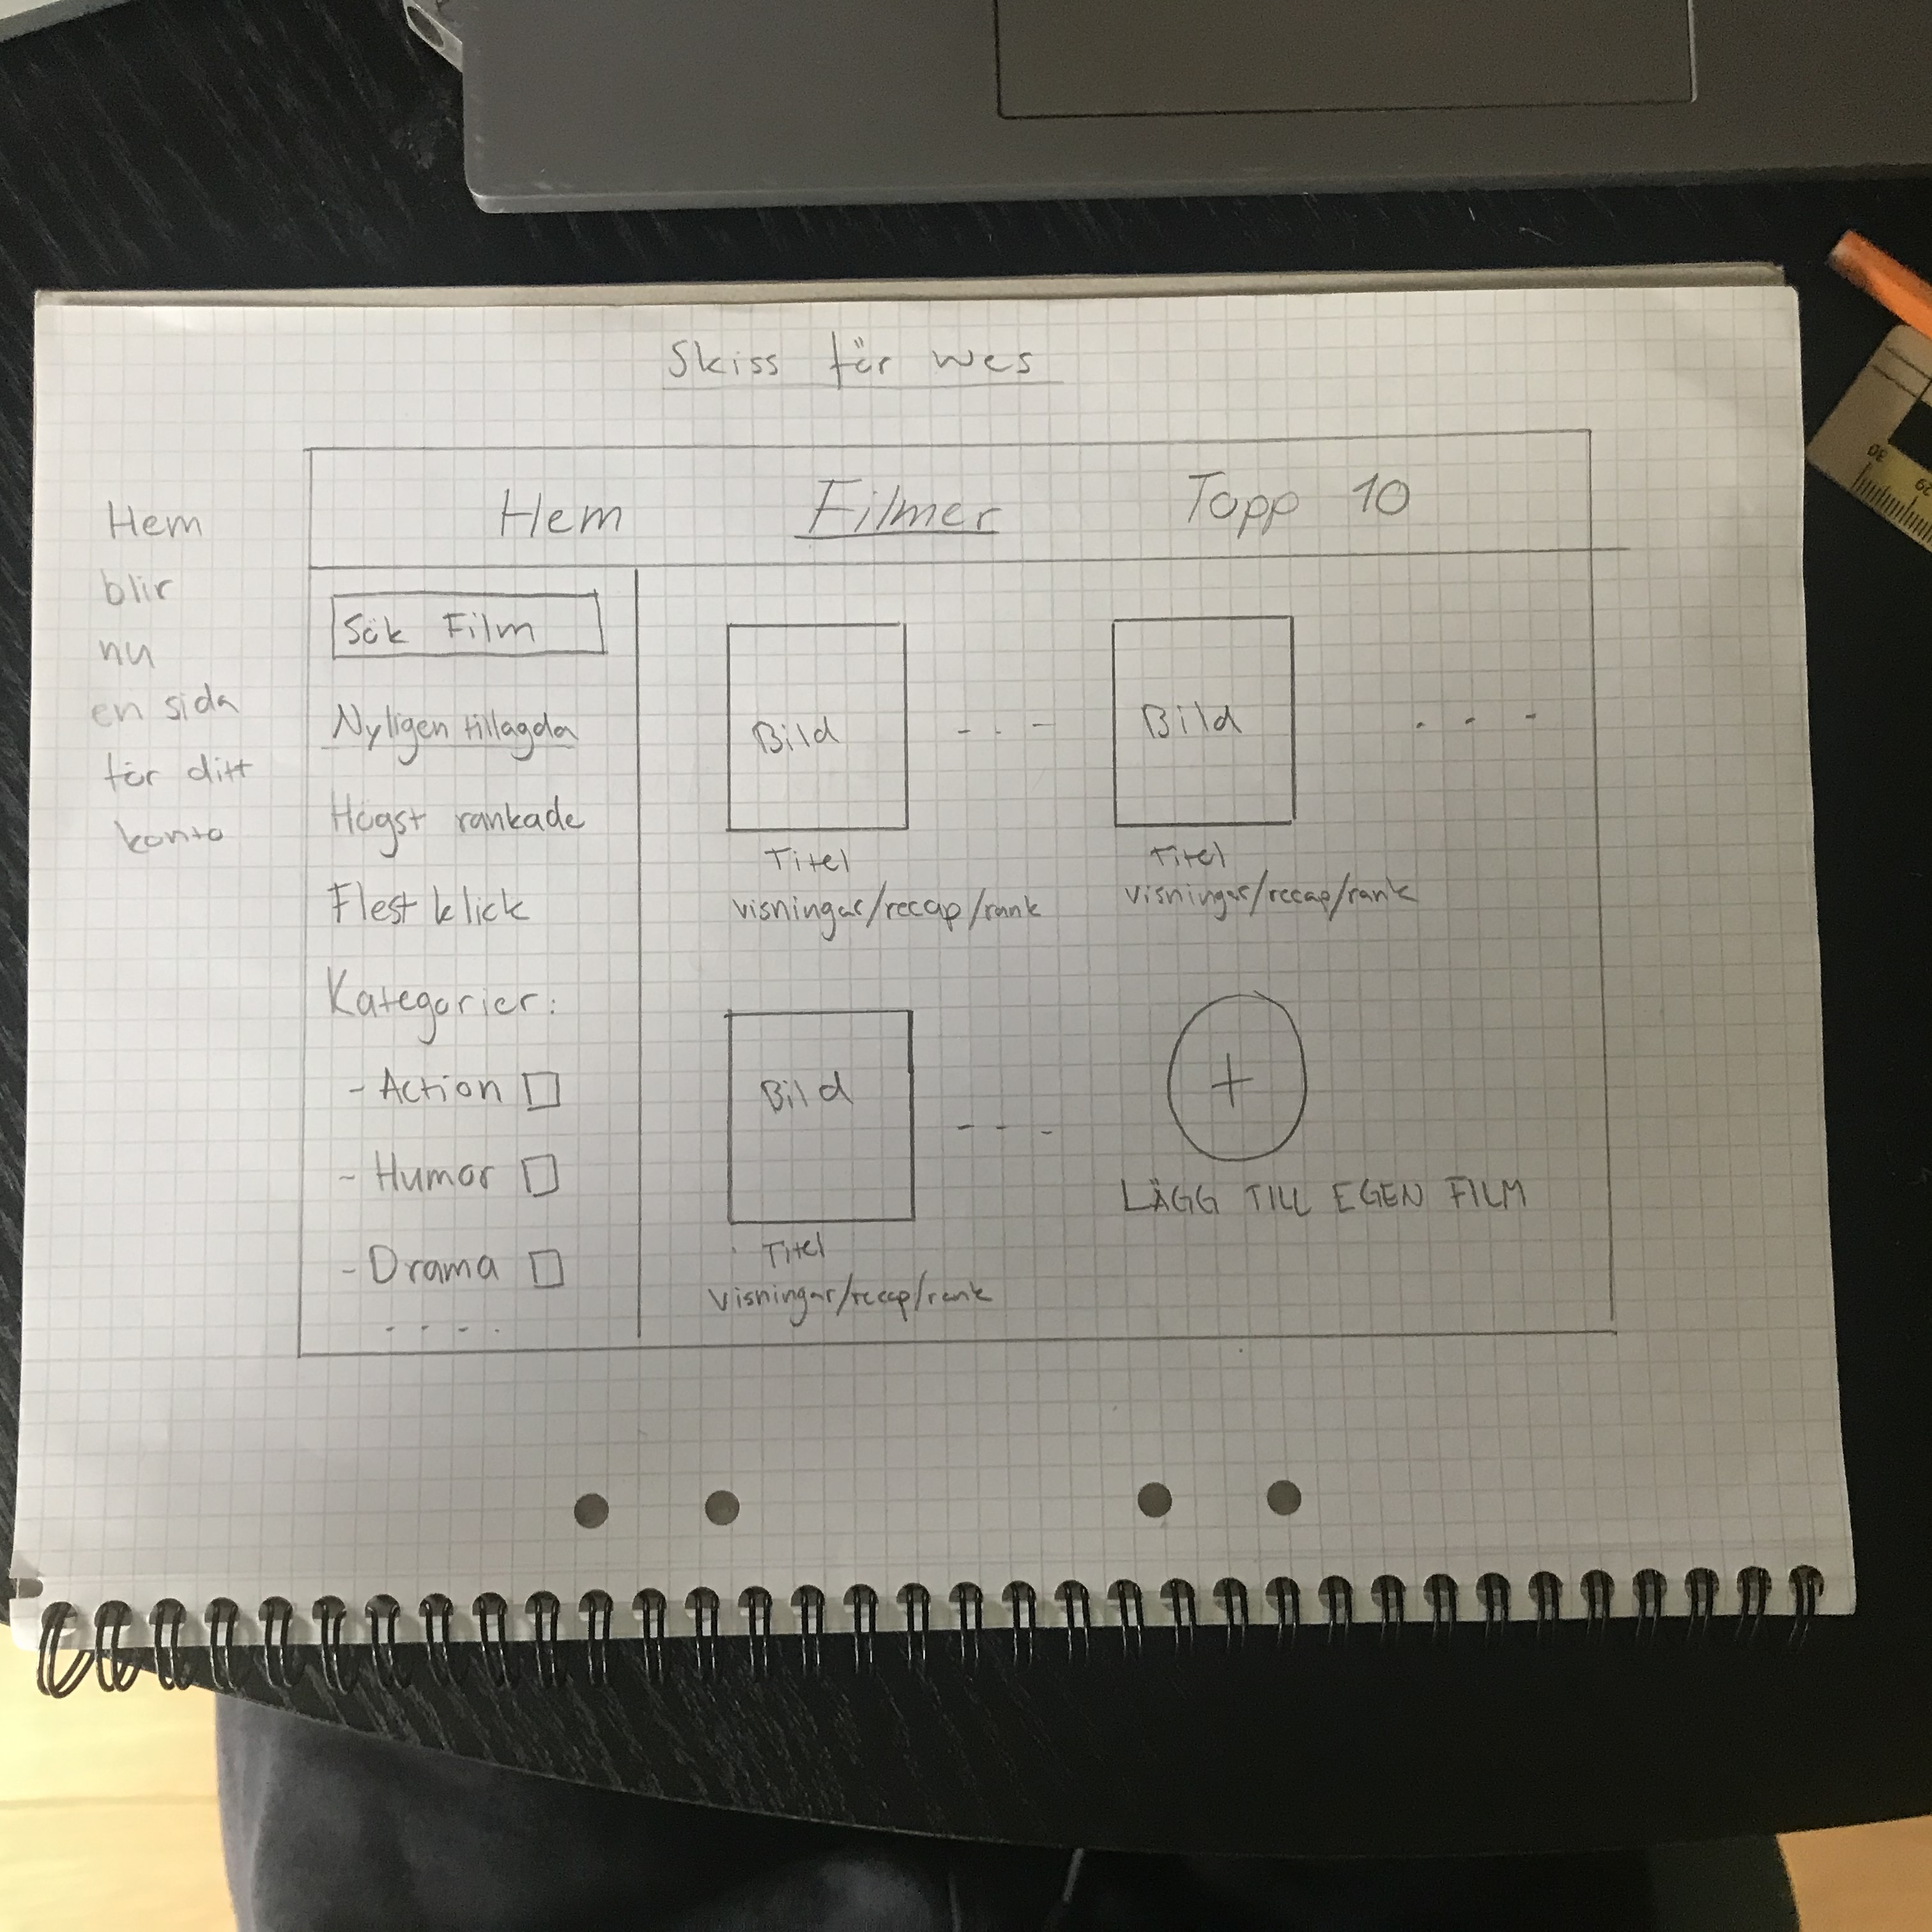 Skiss för wes
Hem
blir
nu
en sida
för ditt
konto
Hem Filmer Topp 10
Sök Film
Nyligen tillagda
Högst rankade
Flest klick
Kategorier:
- Action
- Humor
- Drama
Bild
Titel
visningar/recap/rank
Bild
Titel
visningar/recap/rank
Bild
Titel
visningar/recap/rank
+
LÄGG TILL EGEN FILM
30
29